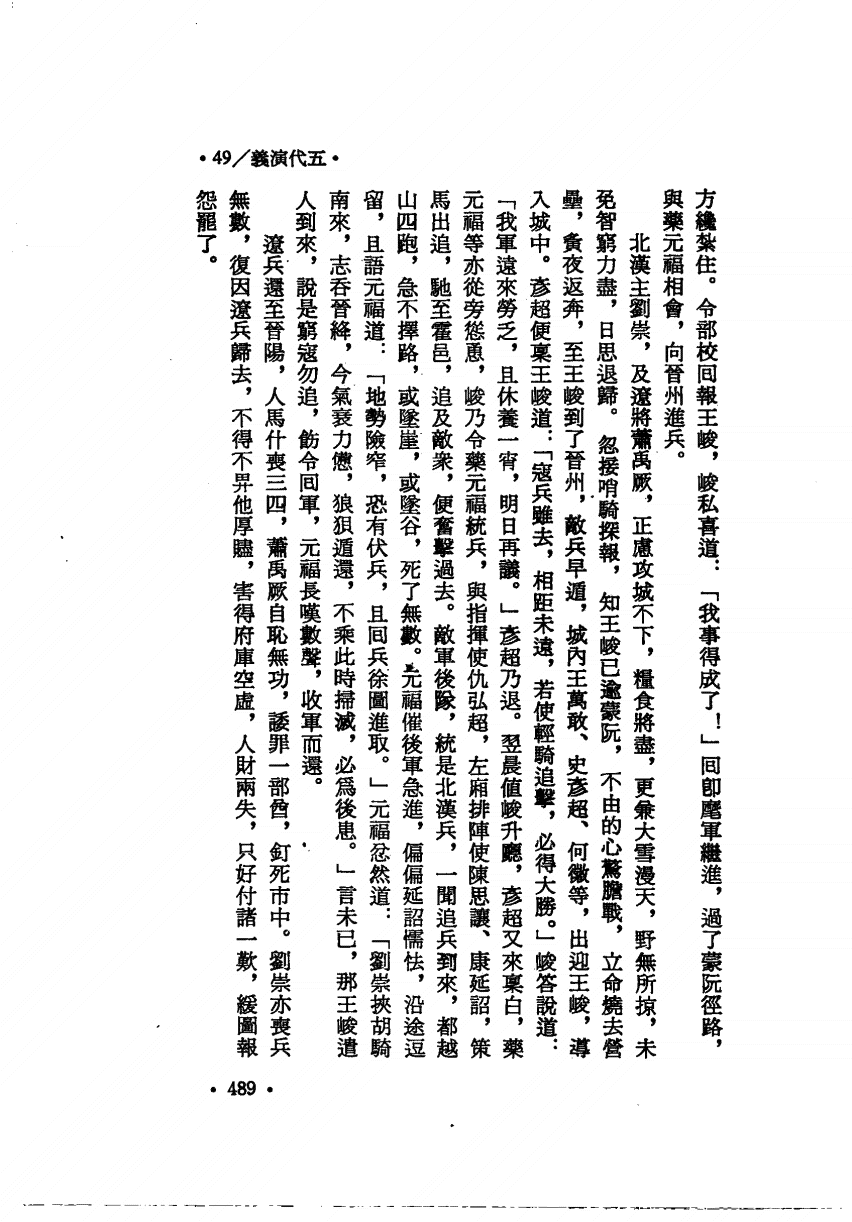 •五代演義／49•
方纔紮住。令部校回報王峻，峻私喜道：「我事得成了！」回卽麾軍繼進，過了蒙阬徑路，
與藥元福相會，向晉州進兵。
北漢主劉崇，及遼將蕭禹厥，正慮攻城不下，糧食將盡，更兼大雪漫天，野無所掠，未
免智窮力盡，日思退歸。忽接哨騎探報，知王峻已逾蒙阬，不由的心驚膽戰，立命燒去營
壘，夤夜返奔，至王峻到了晉州，敵兵早遁，城內王萬敢、史彥超、何徽等，出迎王峻，導
入城中。彥超便稟王峻道：「寇兵雖去，相距未遠，若使輕騎追擊，必得大勝。」峻答說道：
「我軍遠來勞乏，且休養一宵，明日再議。」彥超乃退。翌晨值峻升廳，彥超又來稟白，藥
元福等亦從旁慫恿，峻乃令藥元福統兵，與指揮使仇弘超，左廂排陣使陳思讓、康延詔，策
馬出追，馳至霍邑，追及敵衆，便奮擊過去。敵軍後隊，統是北漢兵，一聞追兵到來，都越
山四跑，急不擇路，或墜崖，或墜谷，死了無數。元福催後軍急進，偏偏延詔懦怯，沿途逗
留，且語元福道：「地勢險窄，恐有伏兵，且回兵徐圖進取。」元福忿然道：「劉崇挾胡騎
南來，志吞晉絳，今氣衰力憊，狼狽遁還，不乘此時掃滅，必爲後患。」言未已，那王峻遣
人到來，說是窮寇勿追，飭令回軍，元福長嘆數聲，收軍而還。
遼兵還至晉陽，人馬什喪三四，蕭禹厥自恥無功，諉罪一部酋，釘死市中。劉崇亦喪兵
無數，復因遼兵歸去，不得不畀他厚贐，害得府庫空虛，人財兩失，只好付諸一歎，緩圖報
怨罷了。
•489•